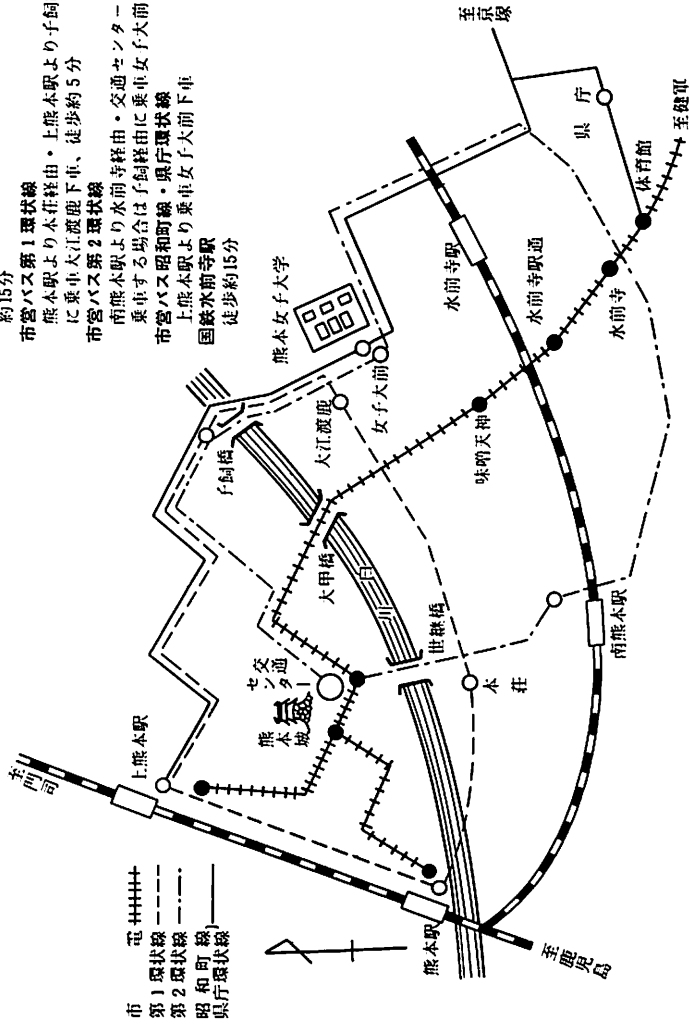 約15分
市営バス第1環状線
熊本駅より本荘経由・上熊本駅より子飼
に乗車大江渡鹿下車、徒歩約5分
市営バス第2環状線
南熊本駅より水前寺経由・交通センター
乗車する場合は子飼経由に乗車女子大前
市営バス昭和町線・県庁環状線
上熊本駅より乗車女子大前下車
国鉄水前寺駅
徒歩約15分
市電
第1環状線
第2環状線
昭和町線
県庁環状線
至門司
上熊本駅
熊本城
交通センター
熊本駅
至鹿児島
白川
子飼橋
大甲橋
世継橋
本荘
南熊本駅
熊本女子大学
大江渡鹿
女子大前
味噌天神
水前寺駅
水前寺駅通
水前寺
体育館
県庁
至京塚
至健軍